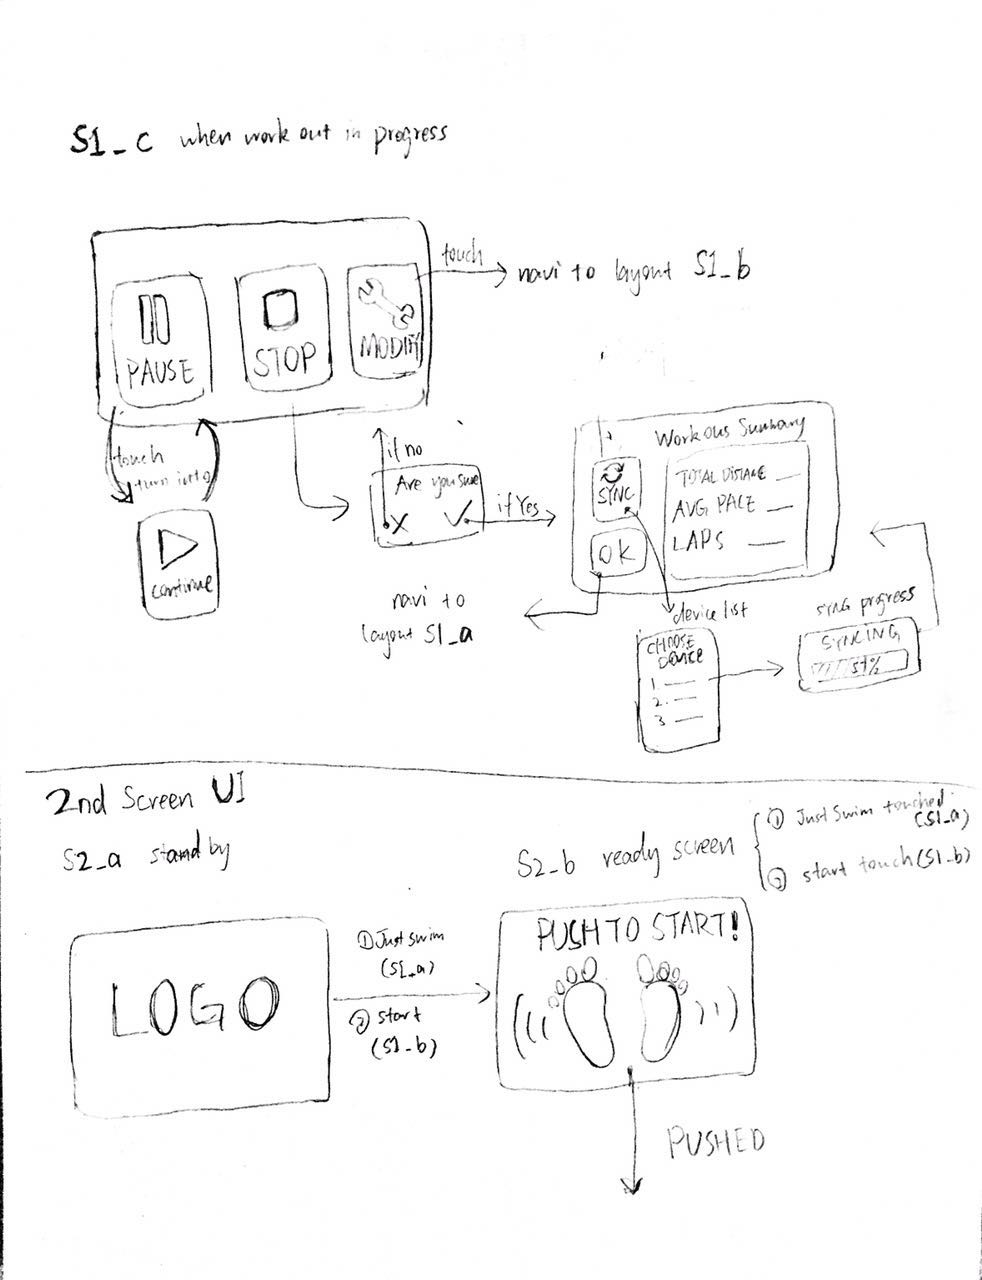 S1_c when work out in progress
touch
navi to layout S1_b
PAUSE
STOP
MODIFY
touch
turn into
continue
if no
Are you sure
X
if Yes
Workous Summary
SYNC
OK
TOTAL DISTANCE
AVG PACE
LAPS
navi to
layout S1_a
device list
CHOOSE
DEVICE
1.
2.
3
sync progress
SYNCING
51%
2nd Screen UI
S2_a stand by
S2_b ready screen
① Just Swim touched
(S1_a)
② start touch (S1_b)
LOGO
① Just swim
(S1_a)
② start
(S1_b)
PUSH TO START!
PUSHED